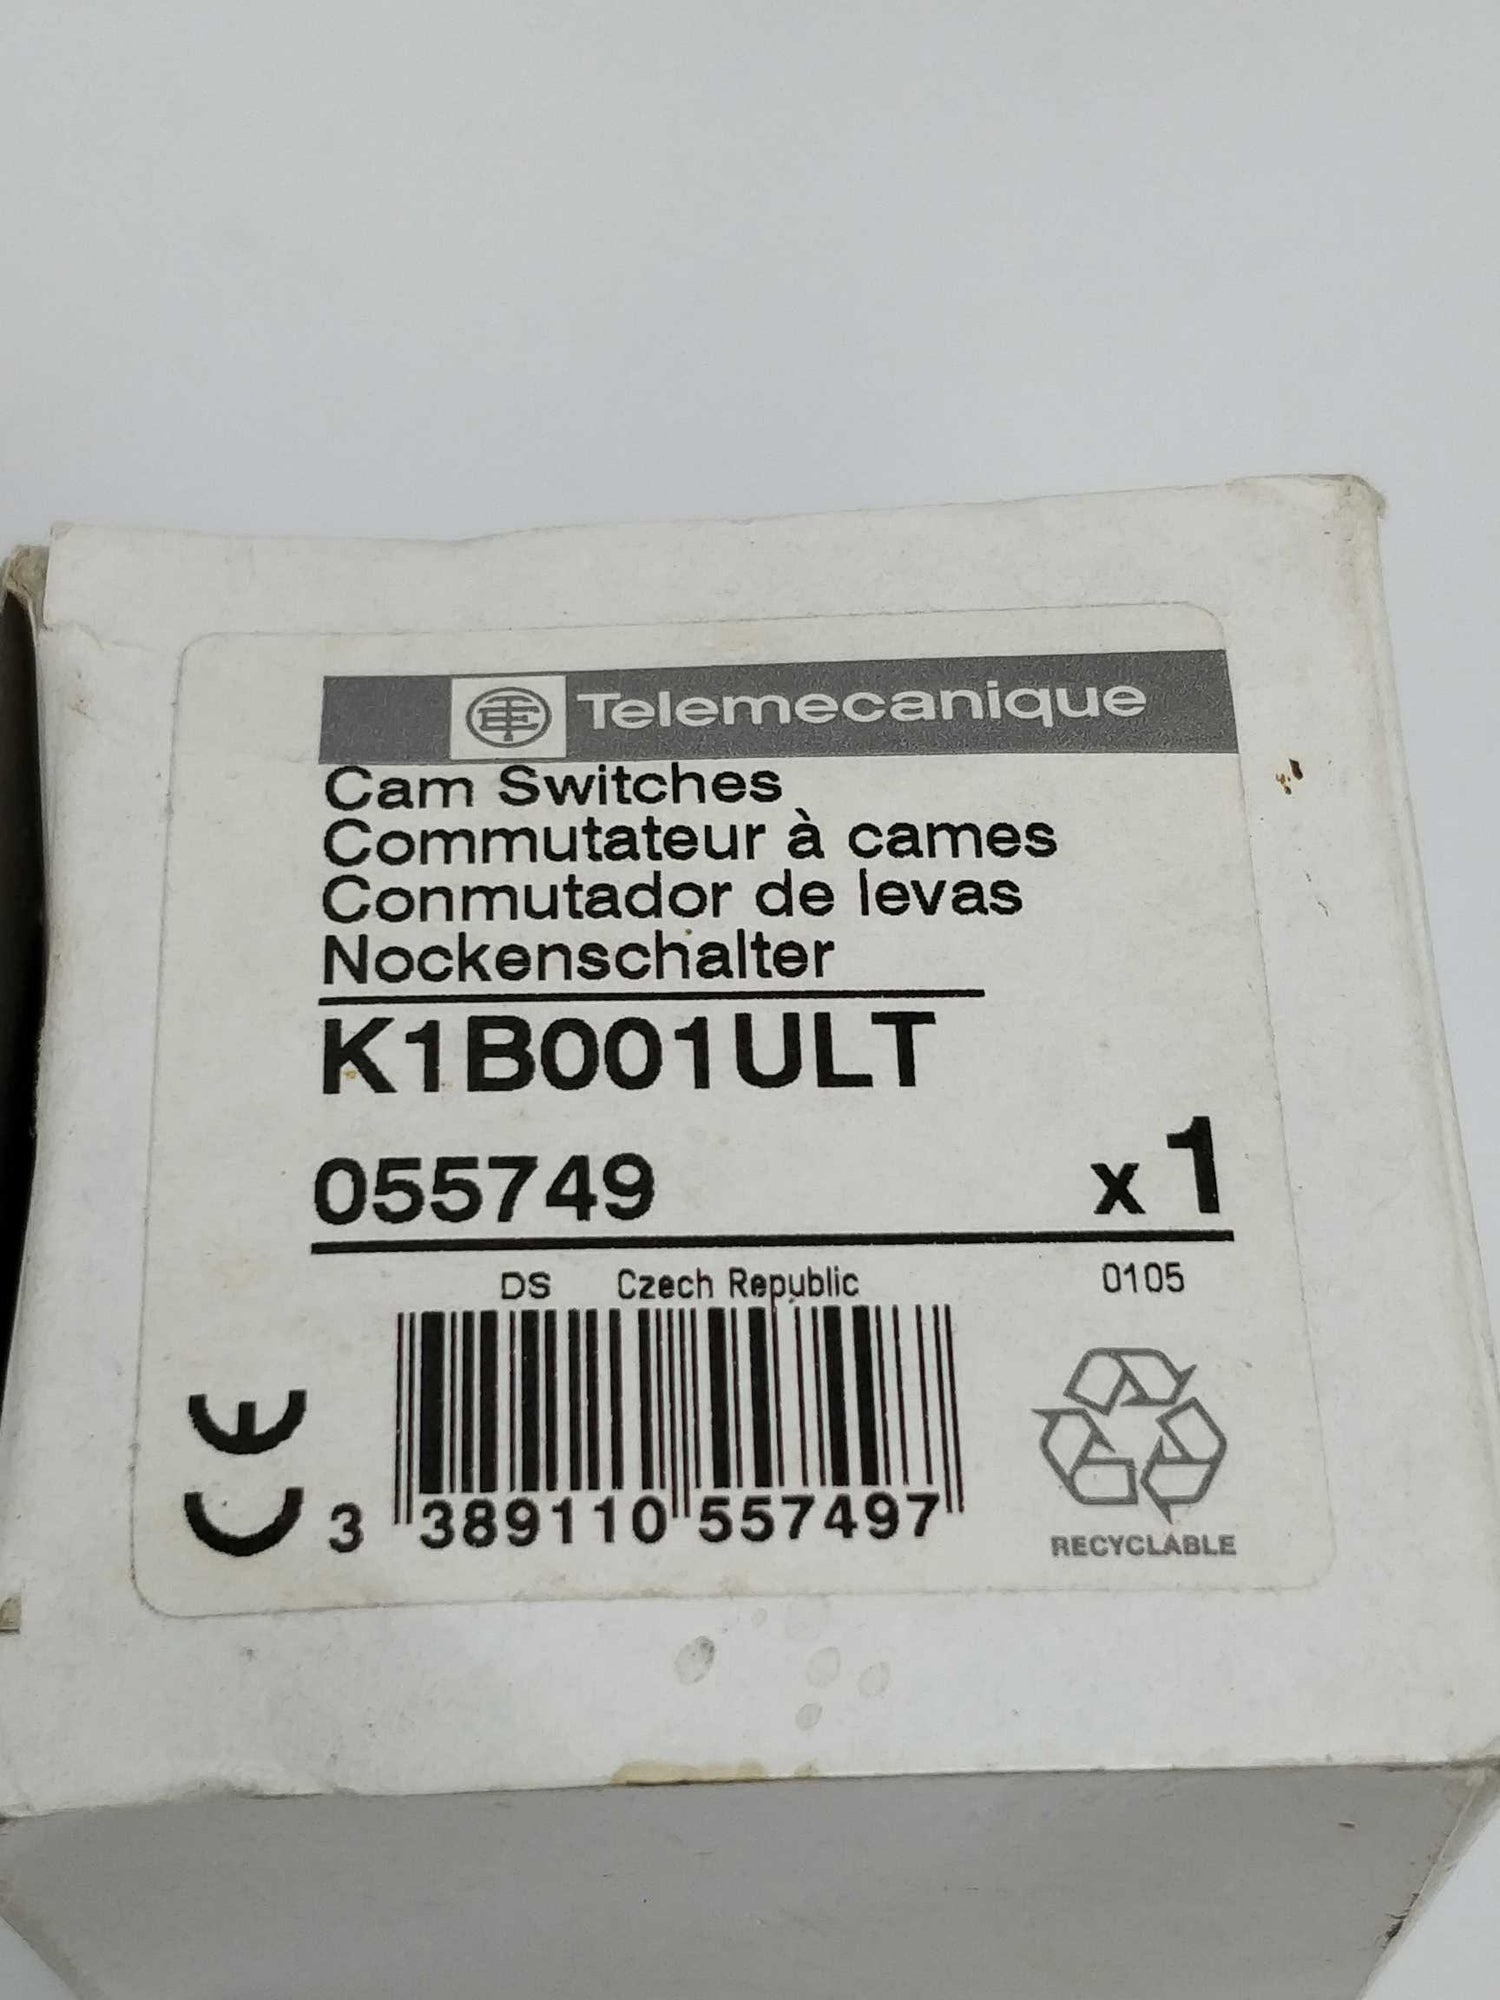 Telemecanique
Cam Switches
Commutateur à cames
Conmutador de levas
Nockenschalter
K1B001ULT
055749 x 1
DS Czech Republic 0105
CE
3 389110 557497
RECYCLABLE